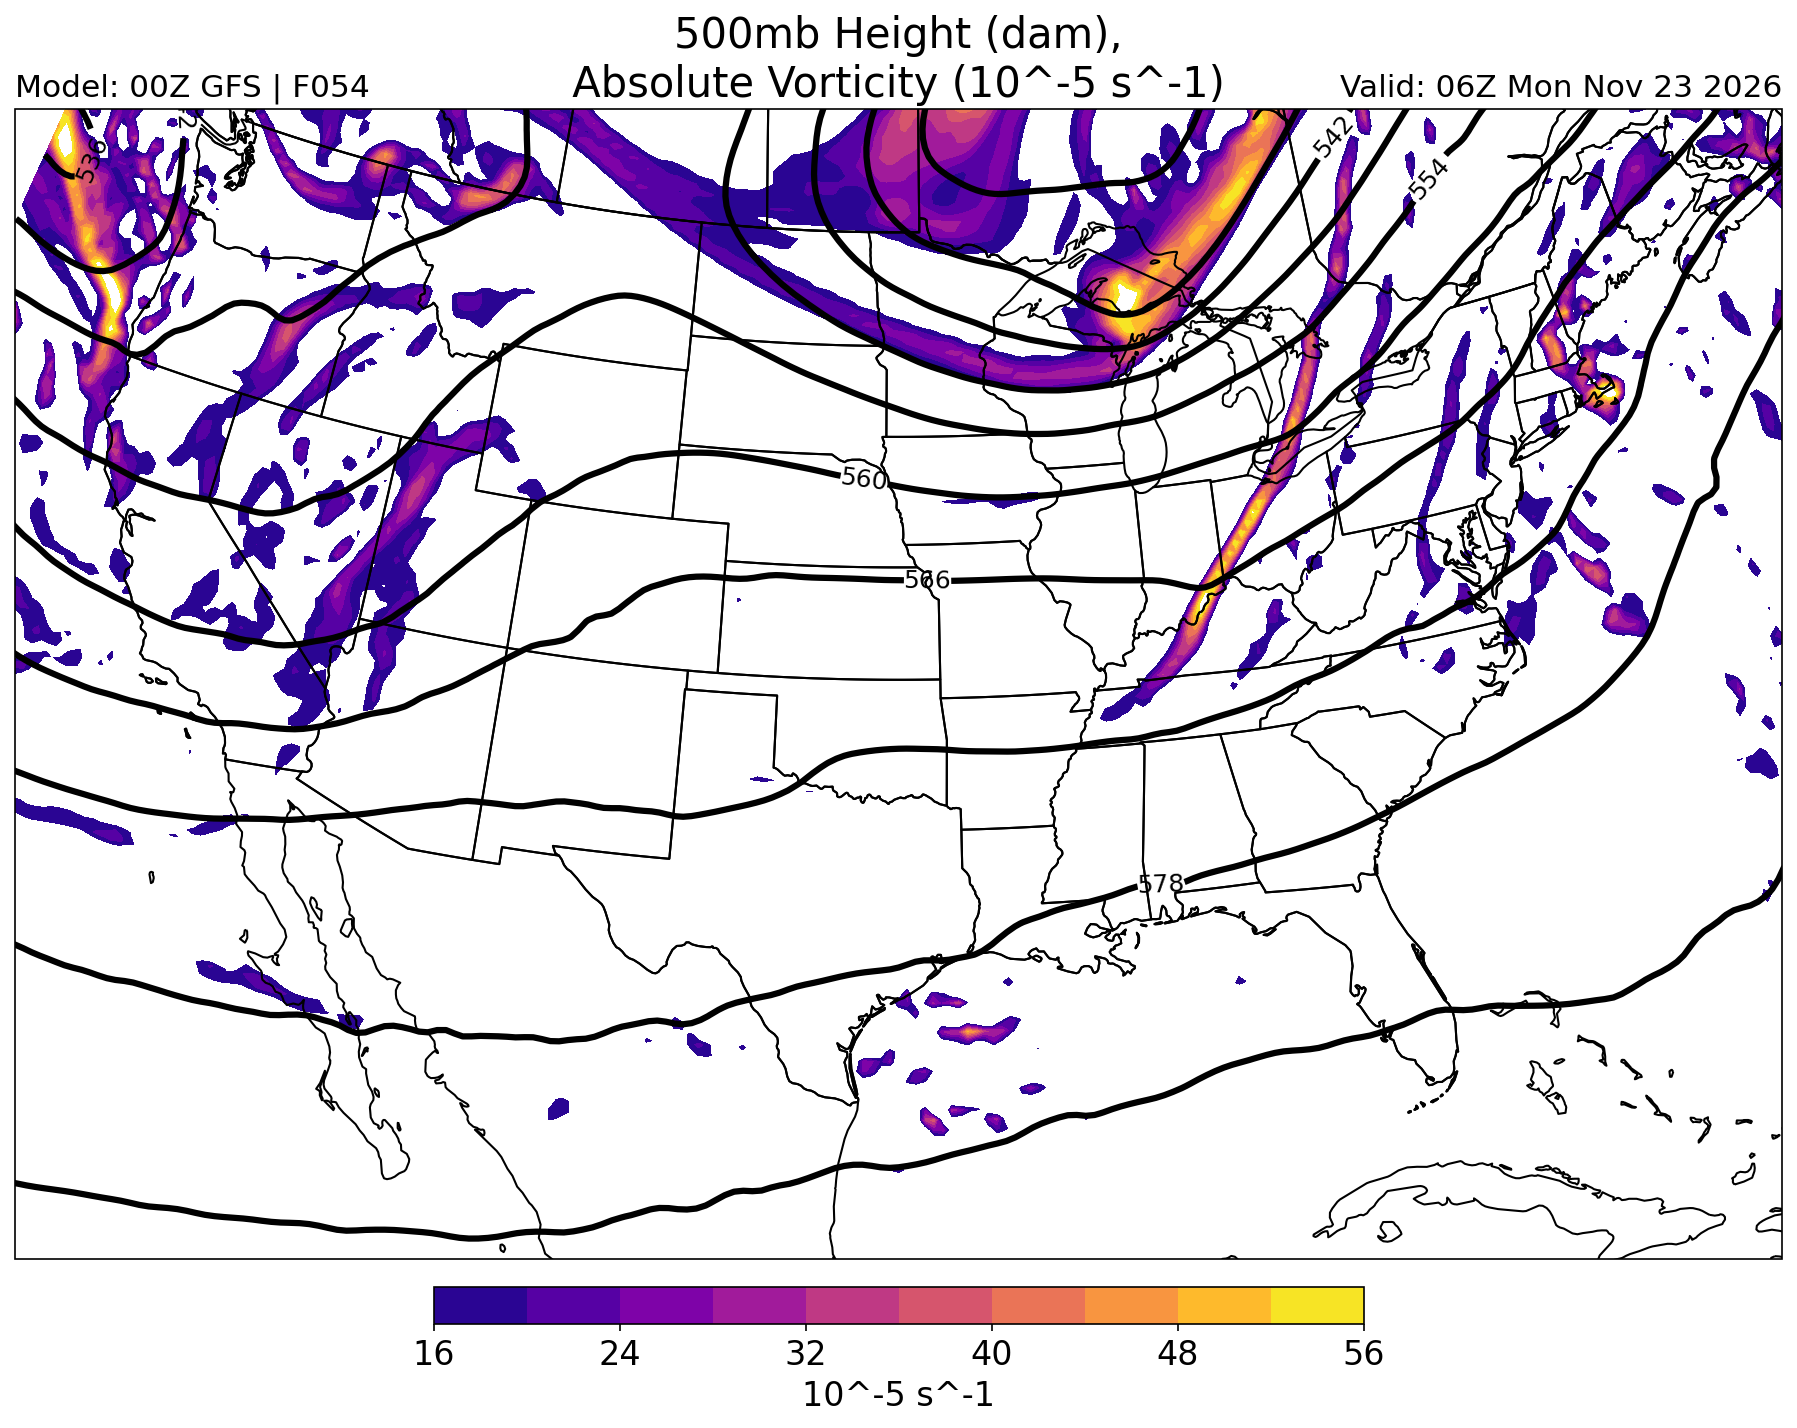 500mb Height (dam),
Absolute Vorticity (10^-5 s^-1)
Model: 00Z GFS | F054
Valid: 06Z Mon Nov 23 2026
536
542
554
560
566
578
16 24 32 40 48 56
10^-5 s^-1